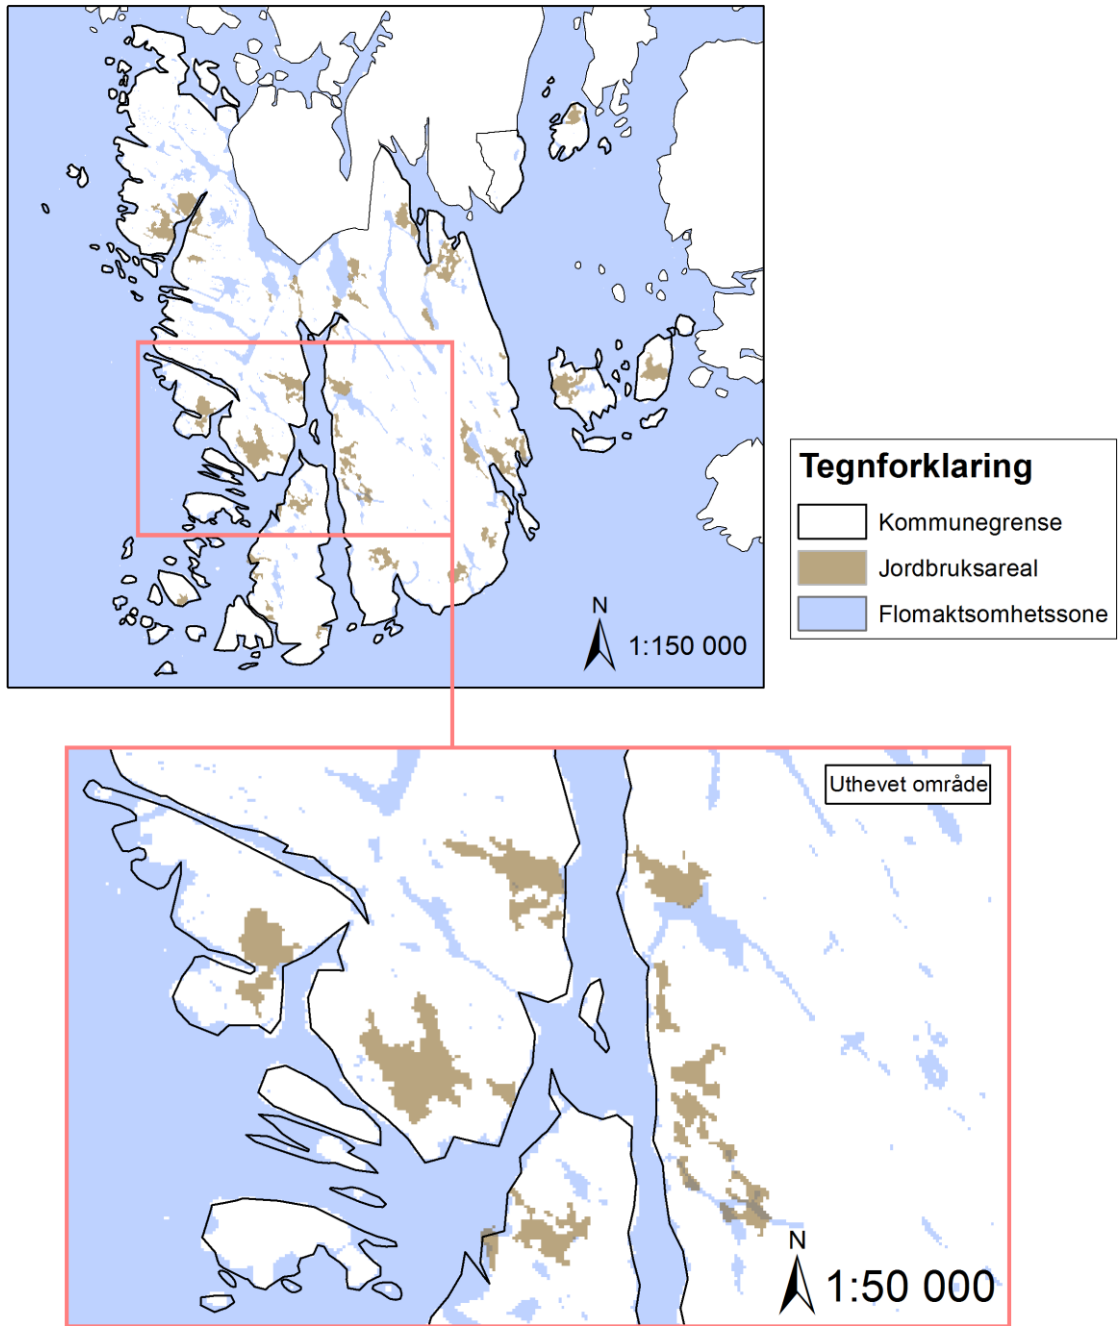 N
1:150 000
Tegnforklaring
Kommunegrense
Jordbruksareal
Flomaktsomhetssone
Uthevet område
N
1:50 000